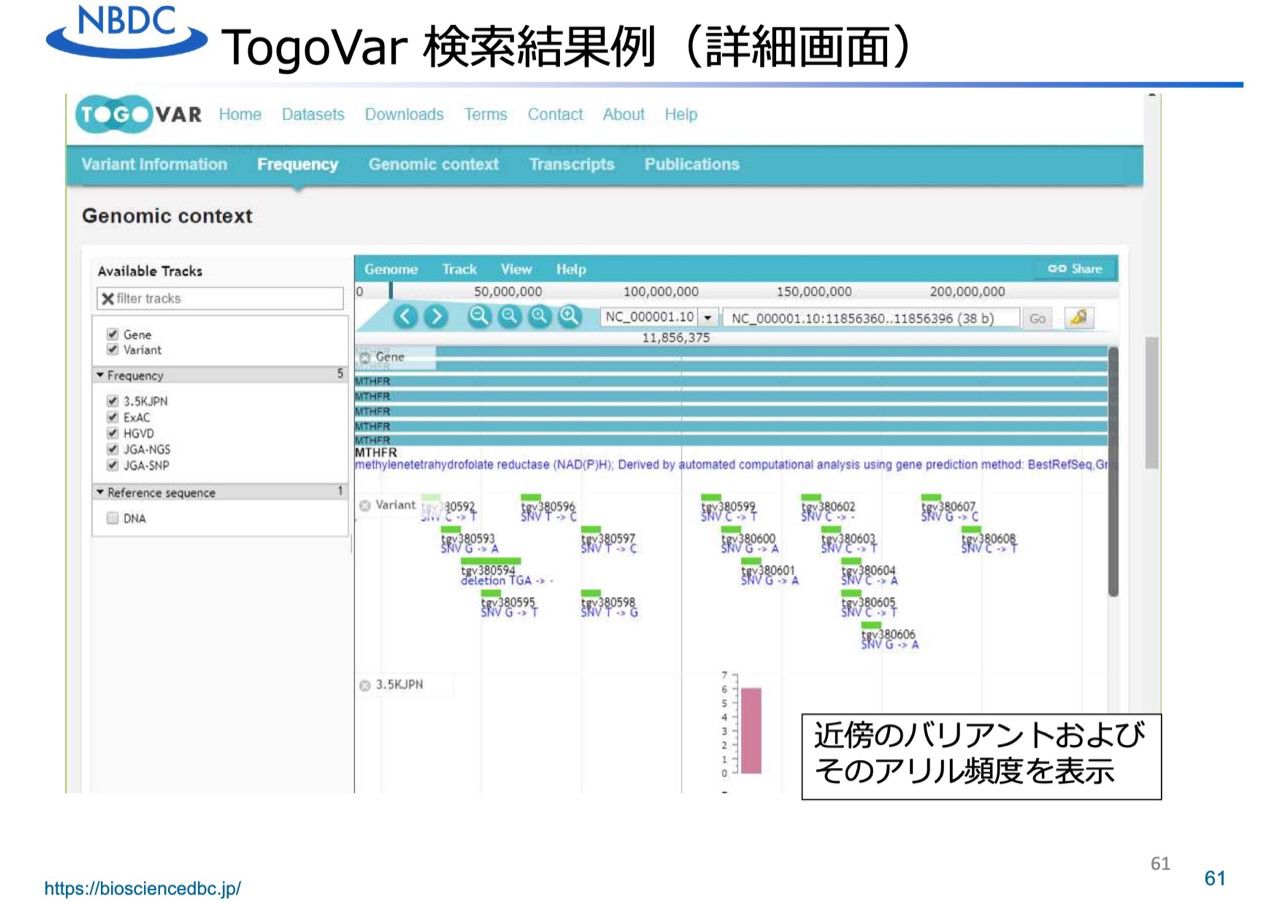 NBDC
TogoVar 検索結果例（詳細画面）
TOGOVAR Home Datasets Downloads Terms Contact About Help
Variant Information Frequency Genomic context Transcripts Publications
Genomic context
Available Tracks
filter tracks
Gene
Variant
Frequency 5
3.5KJPN
ExAC
HGVD
JGA-NGS
JGA-SNP
Reference sequence 1
DNA
Genome Track View Help Share
0 50,000,000 100,000,000 150,000,000 200,000,000
NC_000001.10 NC_000001.10:11856360..11856396 (38 b) Go
11,856,375
Gene
MTHFR
MTHFR
MTHFR
MTHFR
MTHFR
MTHFR
methylenetetrahydrofolate reductase (NAD(P)H); Derived by automated computational analysis using gene prediction method: BestRefSeq,Gn
Variant tgv380592 tgv380596 tgv380599 tgv380602 tgv380607
SNV C -> T SNV T -> C SNV C -> T SNV C -> - SNV G -> C
tgv380593 tgv380597 tgv380600 tgv380603 tgv380608
SNV G -> A SNV T -> C SNV G -> A SNV C -> T SNV C -> T
tgv380594 tgv380601 tgv380604
deletion TGA -> - SNV G -> A SNV C -> A
tgv380595 tgv380598 tgv380605
SNV G -> T SNV T -> G SNV C -> T
tgv380606
SNV G -> A
3.5KJPN
7
6
5
4
3
2
1
0
近傍のバリアントおよび
そのアリル頻度を表示
61
61
https://biosciencedbc.jp/